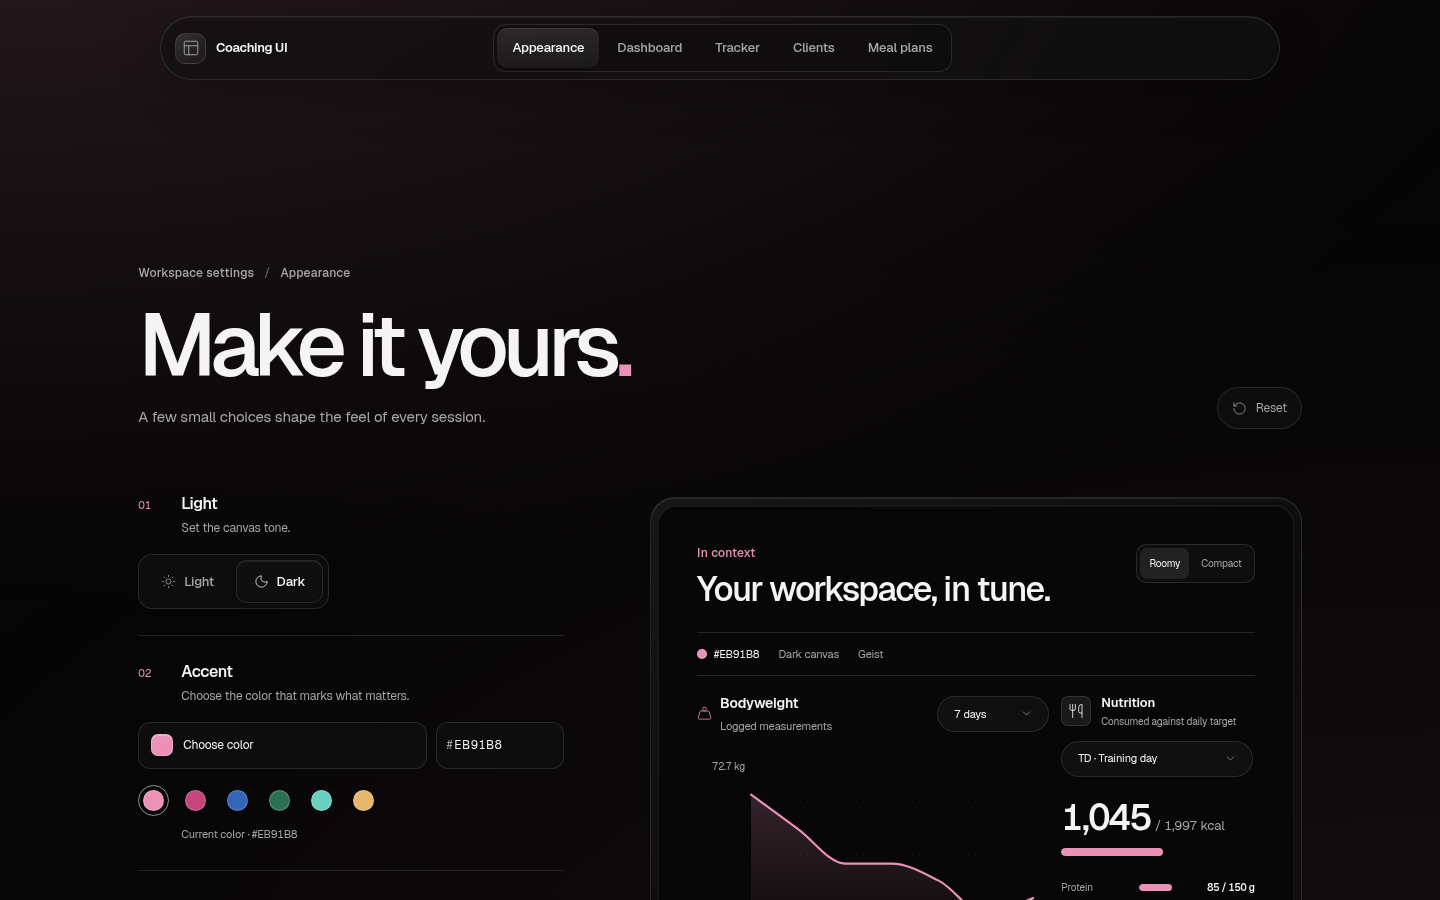 Coaching UI
Appearance
Dashboard
Tracker
Clients
Meal plans
Workspace settings / Appearance
Make it yours.
A few small choices shape the feel of every session.
Reset
01
Light
Set the canvas tone.
Light
Dark
02
Accent
Choose the color that marks what matters.
Choose color
#EB91B8
Current color · #EB91B8
In context
Your workspace, in tune.
Roomy
Compact
#EB91B8
Dark canvas
Geist
Bodyweight
Logged measurements
7 days
72.7 kg
Nutrition
Consumed against daily target
TD · Training day
1,045 / 1,997 kcal
Protein
85 / 150 g